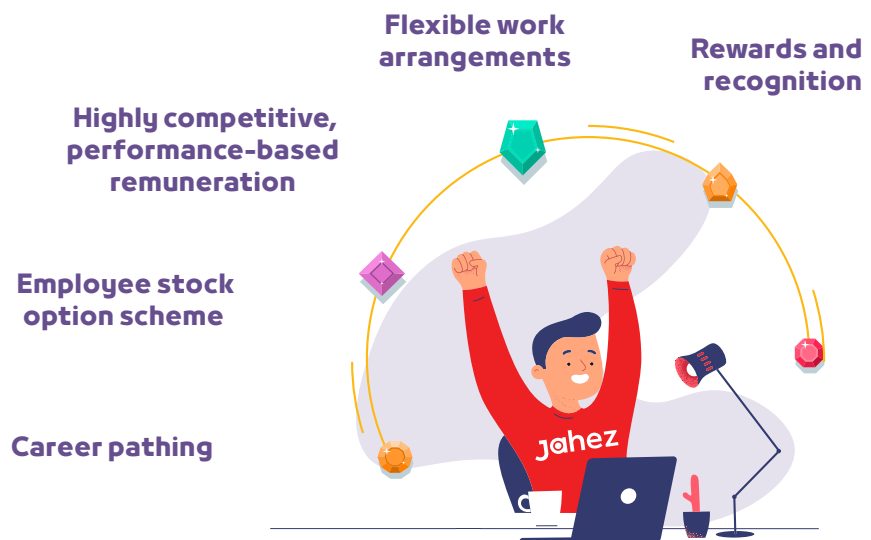 Flexible work
arrangements
Rewards and
recognition
Highly competitive,
performance-based
remuneration
Employee stock
option scheme
Career pathing
Jahez